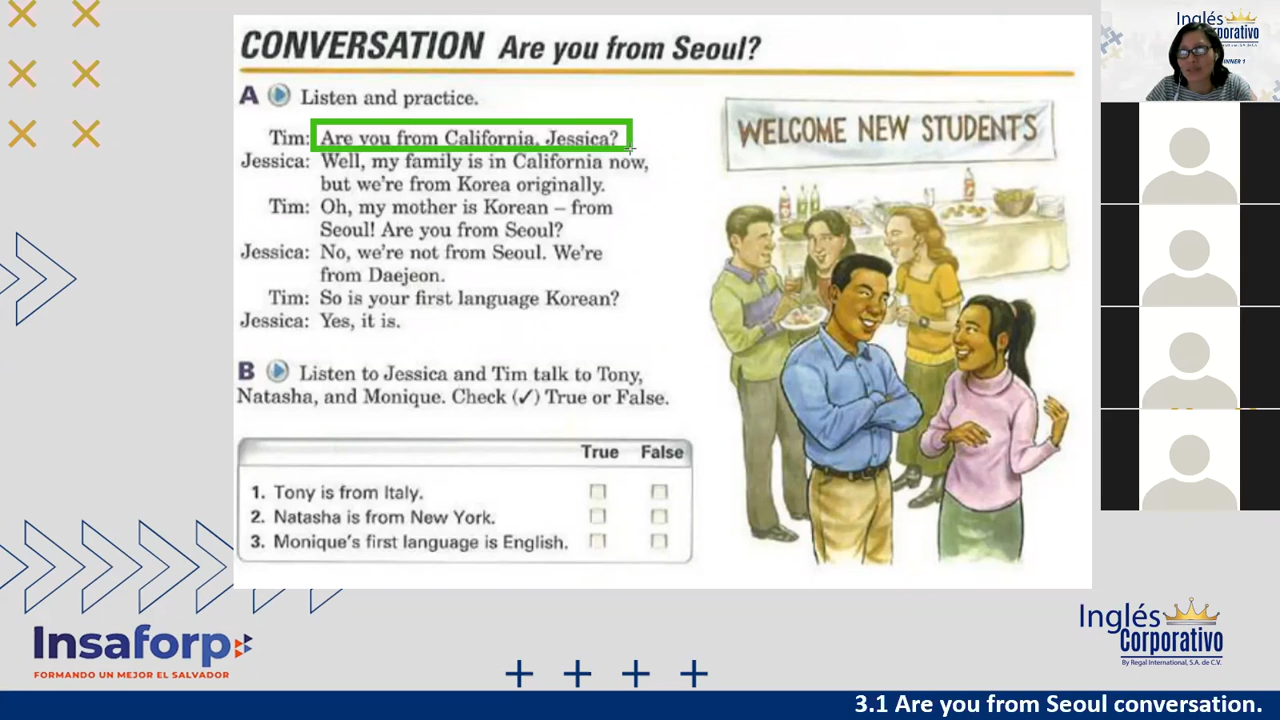 CONVERSATION Are you from Seoul?
A Listen and practice.
Tim: Are you from California, Jessica?
Jessica: Well, my family is in California now,
but we're from Korea originally.
Tim: Oh, my mother is Korean – from
Seoul! Are you from Seoul?
Jessica: No, we're not from Seoul. We're
from Daejeon.
Tim: So is your first language Korean?
Jessica: Yes, it is.
B Listen to Jessica and Tim talk to Tony,
Natasha, and Monique. Check (✓) True or False.
True False
1. Tony is from Italy.
2. Natasha is from New York.
3. Monique's first language is English.
WELCOME NEW STUDENTS
Inglés
Insaforp
FORMANDO UN MEJOR EL SALVADOR
Inglés
Corporativo
By Regal International, S.A. de C.V.
3.1 Are you from Seoul conversation.